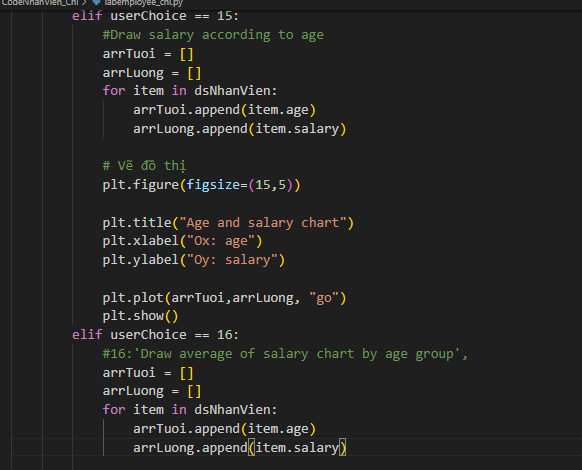 CodeNhanVien_Chi > labemployee_chi.py
elif userChoice == 15:
#Draw salary according to age
arrTuoi = []
arrLuong = []
for item in dsNhanVien:
arrTuoi.append(item.age)
arrLuong.append(item.salary)
# Vẽ đồ thị
plt.figure(figsize=(15,5))
plt.title("Age and salary chart")
plt.xlabel("Ox: age")
plt.ylabel("Oy: salary")
plt.plot(arrTuoi,arrLuong, "go")
plt.show()
elif userChoice == 16:
#16:'Draw average of salary chart by age group',
arrTuoi = []
arrLuong = []
for item in dsNhanVien:
arrTuoi.append(item.age)
arrLuong.append(item.salary)